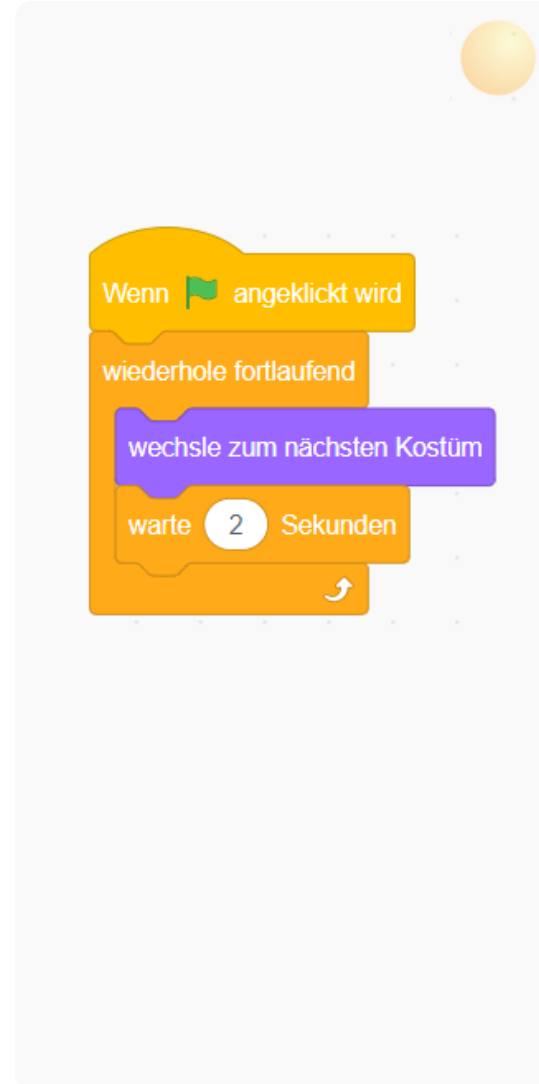 Wenn angeklickt wird
wiederhole fortlaufend
wechsle zum nächsten Kostüm
warte 2 Sekunden